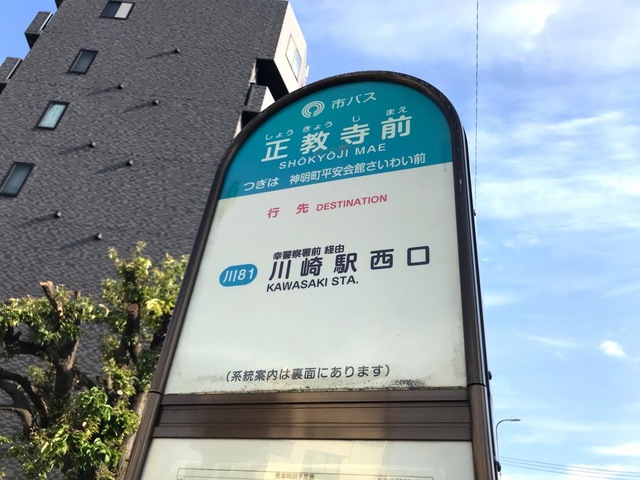 市バス
しょう きょう じ まえ
正教寺前
SHŌKYŌJI MAE
つぎは 神明町平安会館さいわい前
行先 DESTINATION
幸警察署前 経由
川81 川崎駅西口
KAWASAKI STA.
(系統案内は裏面にあります)